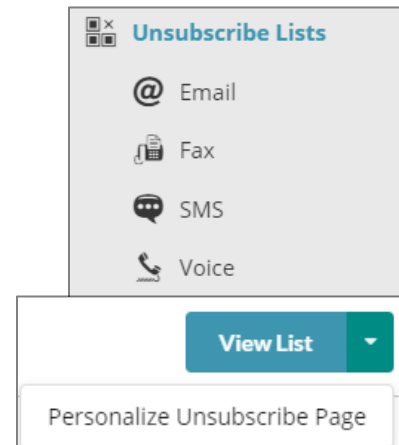 Unsubscribe Lists
Email
Fax
SMS
Voice
View List
Personalize Unsubscribe Page